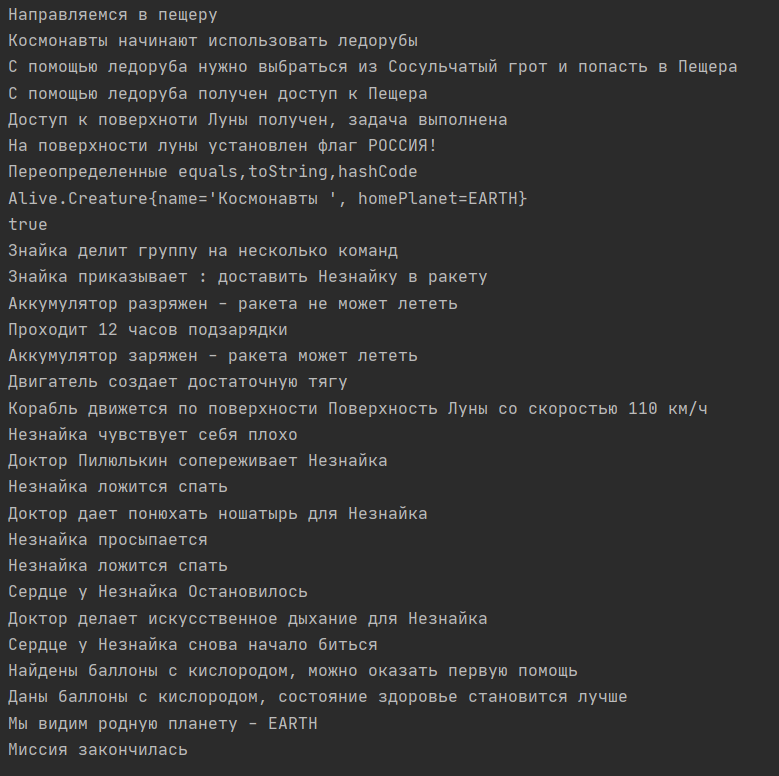 Направляемся в пещеру
Космонавты начинают использовать ледорубы
С помощью ледоруба нужно выбраться из Сосульчатый грот и попасть в Пещера
С помощью ледоруба получен доступ к Пещера
Доступ к поверхноти Луны получен, задача выполнена
На поверхности луны установлен флаг РОССИЯ!
Переопределенные equals,toString,hashCode
Alive.Creature{name='Космонавты ', homePlanet=EARTH}
true
Знайка делит группу на несколько команд
Знайка приказывает : доставить Незнайку в ракету
Аккумулятор разряжен - ракета не может лететь
Проходит 12 часов подзарядки
Аккумулятор заряжен - ракета может лететь
Двигатель создает достаточную тягу
Корабль движется по поверхности Поверхность Луны со скоростью 110 км/ч
Незнайка чувствует себя плохо
Доктор Пилюлькин сопереживает Незнайка
Незнайка ложится спать
Доктор дает понюхать ношатырь для Незнайка
Незнайка просыпается
Незнайка ложится спать
Сердце у Незнайка Остановилось
Доктор делает искусственное дыхание для Незнайка
Сердце у Незнайка снова начало биться
Найдены баллоны с кислородом, можно оказать первую помощь
Даны баллоны с кислородом, состояние здоровье становится лучше
Мы видим родную планету - EARTH
Миссия закончилась